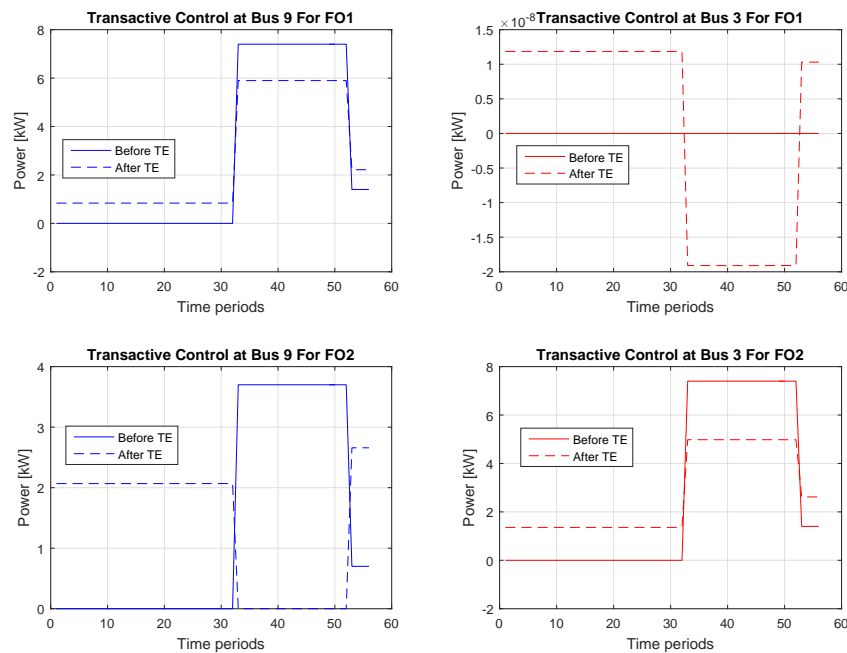 Transactive Control at Bus 9 For FO1
8
6
4
2
0
-2
0 10 20 30 40 50 60
Power [kW]
Time periods
Before TE
After TE
Transactive Control at Bus 3 For FO1
×10^-8
1.5
1
0.5
0
-0.5
-1
-1.5
-2
0 10 20 30 40 50 60
Power [kW]
Time periods
Before TE
After TE
Transactive Control at Bus 9 For FO2
4
3
2
1
0
0 10 20 30 40 50 60
Power [kW]
Time periods
Before TE
After TE
Transactive Control at Bus 3 For FO2
8
6
4
2
0
-2
0 10 20 30 40 50 60
Power [kW]
Time periods
Before TE
After TE